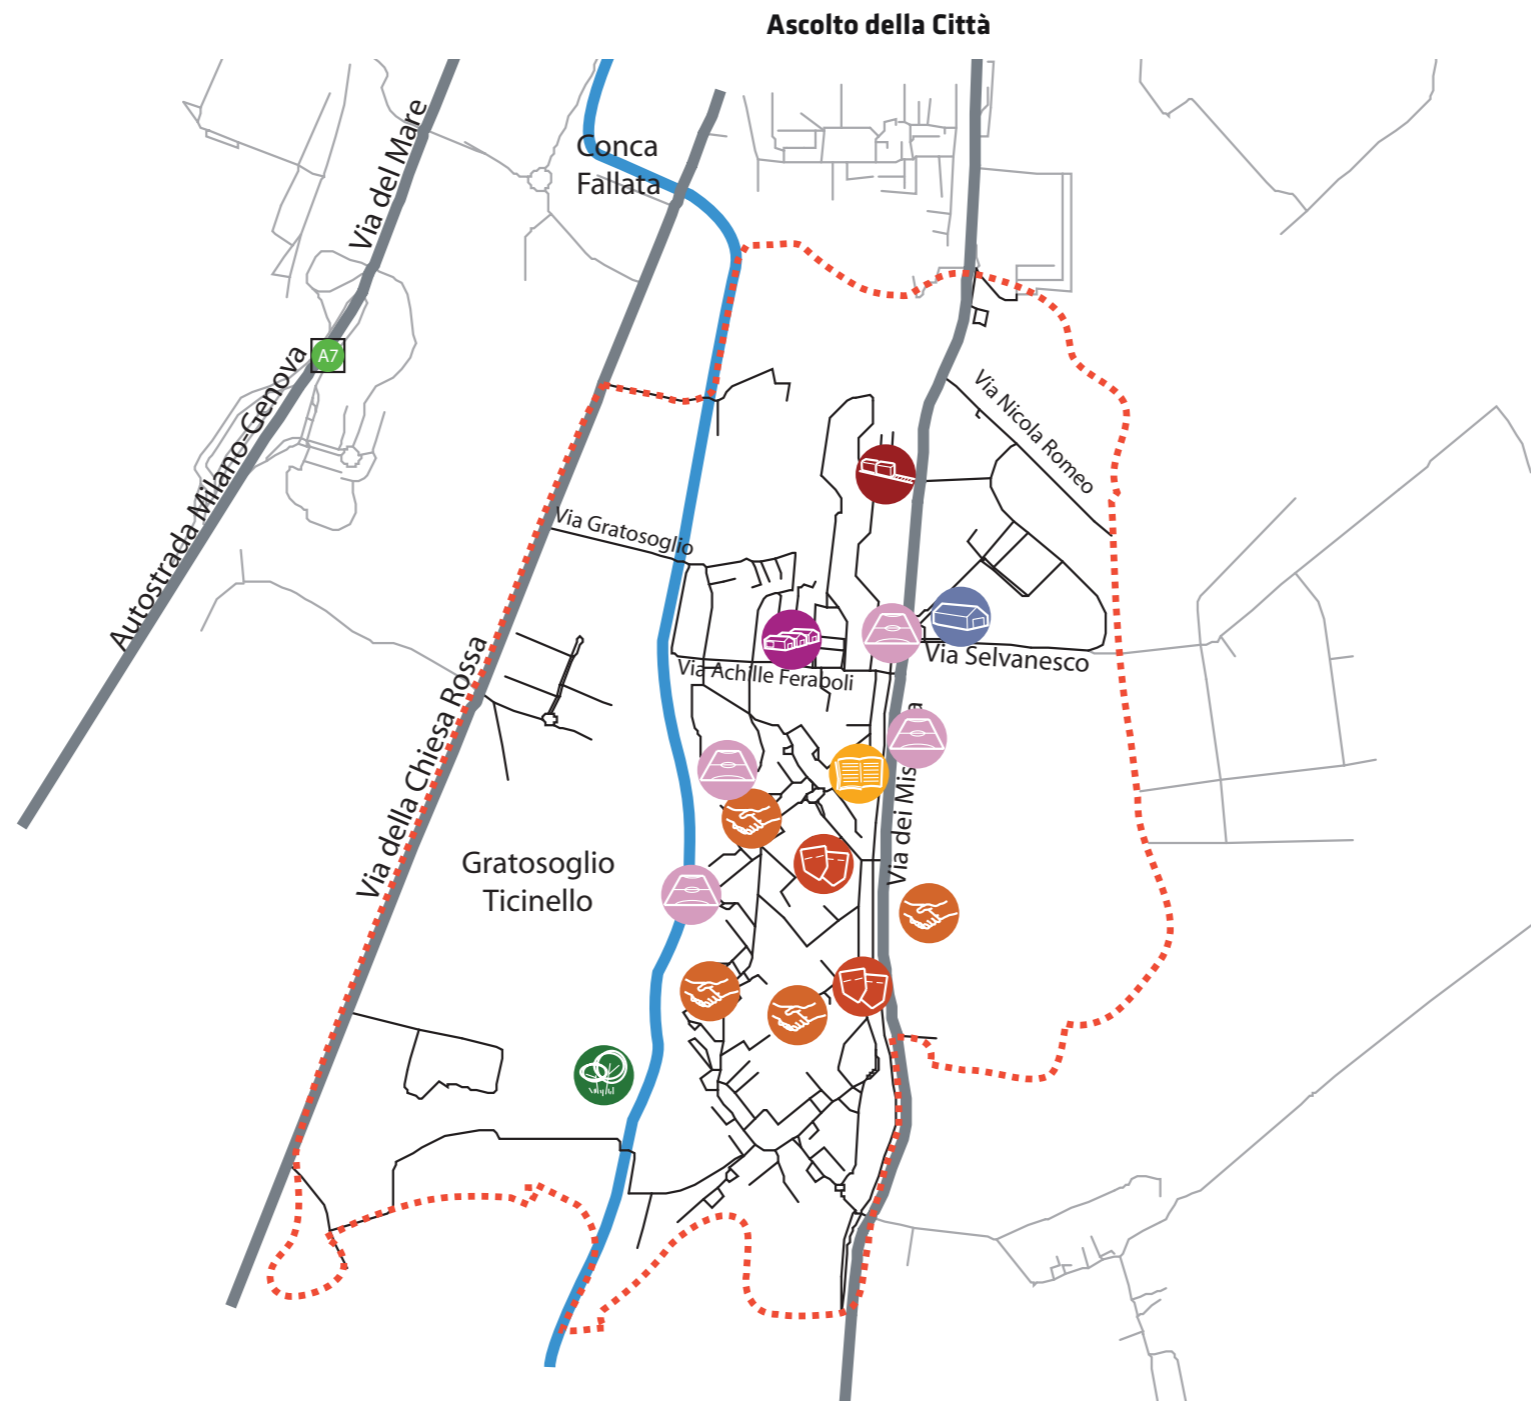 Ascolto della Città
Via del Mare
Conca
Fallata
A7
Autostrada Milano-Genova
Via Nicola Romeo
Via Gratosoglio
Via Selvanesco
Via Achille Feraboli
Via della Chiesa Rossa
Via dei Mis
Gratosoglio
Ticinello